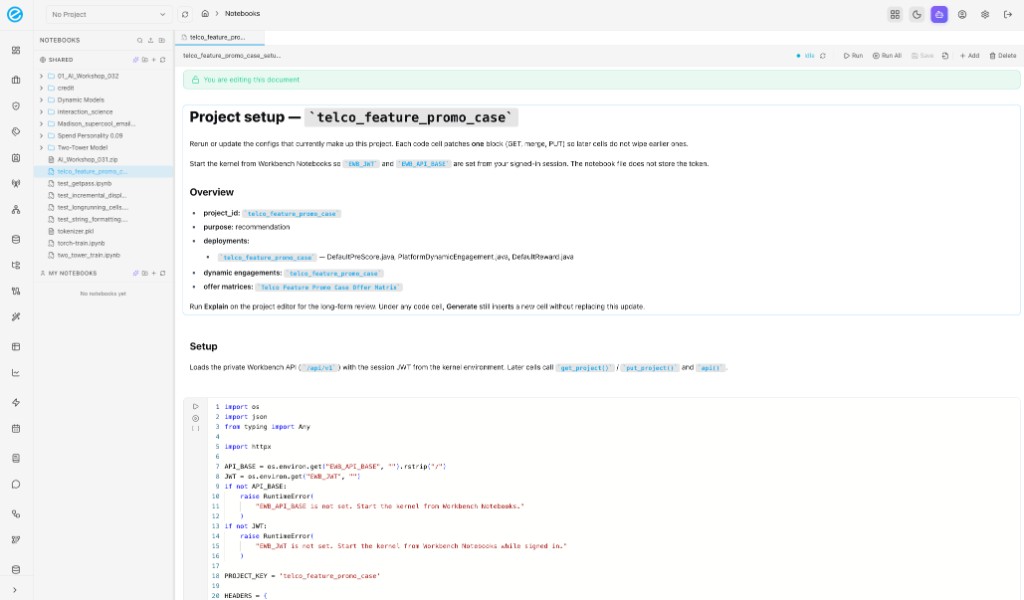 No Project
Notebooks
NOTEBOOKS
SHARED
01_AI_Workshop_032
credit
Dynamic Models
interaction_science
Madison_supercool_email...
Spend Personality 0.09
Two-Tower Model
AI_Workshop_031.zip
telco_feature_promo_c...
test_getpass.ipynb
test_incremental_displ...
test_longrunning_cells...
test_string_formatting...
tokenizer.pkl
torch-train.ipynb
two_tower_train.ipynb
MY NOTEBOOKS
No notebooks yet
telco_feature_pro...
telco_feature_promo_case_setu...
Idle
Run
Run All
Save
Add
Delete
You are editing this document
Project setup — `telco_feature_promo_case`
Rerun or update the configs that currently make up this project. Each code cell patches one block (GET, merge, PUT) so later cells do not wipe earlier ones.
Start the kernel from Workbench Notebooks so `EWB_JWT` and `EWB_API_BASE` are set from your signed-in session. The notebook file does not store the token.
Overview
• project_id: `telco_feature_promo_case`
• purpose: recommendation
• deployments:
• `telco_feature_promo_case` — DefaultPreScore.java, PlatformDynamicEngagement.java, DefaultReward.java
• dynamic engagements: `telco_feature_promo_case`
• offer matrices: `Telco Feature Promo Case Offer Matrix`
Run Explain on the project editor for the long-form review. Under any code cell, Generate still inserts a new cell without replacing this update.
Setup
Loads the private Workbench API (`/api/v1`) with the session JWT from the kernel environment. Later cells call `get_project()` / `put_project()` and `api()`.
1 import os
2 import json
3 from typing import Any
4
5 import httpx
6
7 API_BASE = os.environ.get("EWB_API_BASE", "").rstrip("/")
8 JWT = os.environ.get("EWB_JWT", "")
9 if not API_BASE:
10 raise RuntimeError(
11 "EWB_API_BASE is not set. Start the kernel from Workbench Notebooks."
12 )
13 if not JWT:
14 raise RuntimeError(
15 "EWB_JWT is not set. Start the kernel from Workbench Notebooks while signed in."
16 )
17
18 PROJECT_KEY = 'telco_feature_promo_case'
19
20 HEADERS = {